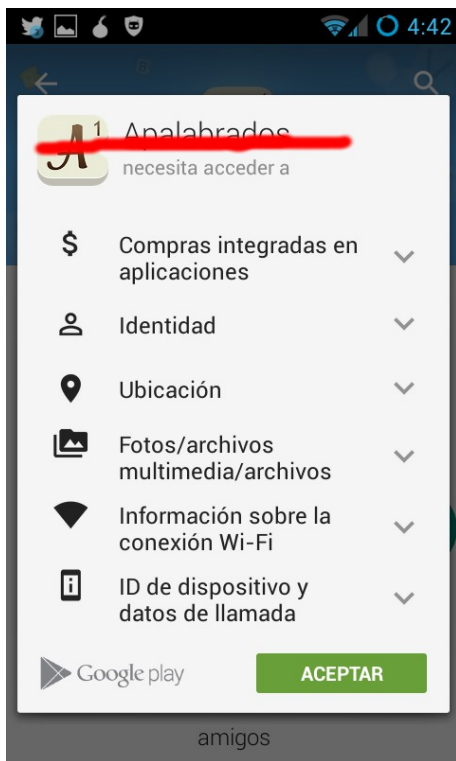 4:42
A1 Apalabrados
necesita acceder a
Compras integradas en
aplicaciones
Identidad
Ubicación
Fotos/archivos
multimedia/archivos
Información sobre la
conexión Wi-Fi
ID de dispositivo y
datos de llamada
Google play
ACEPTAR
amigos